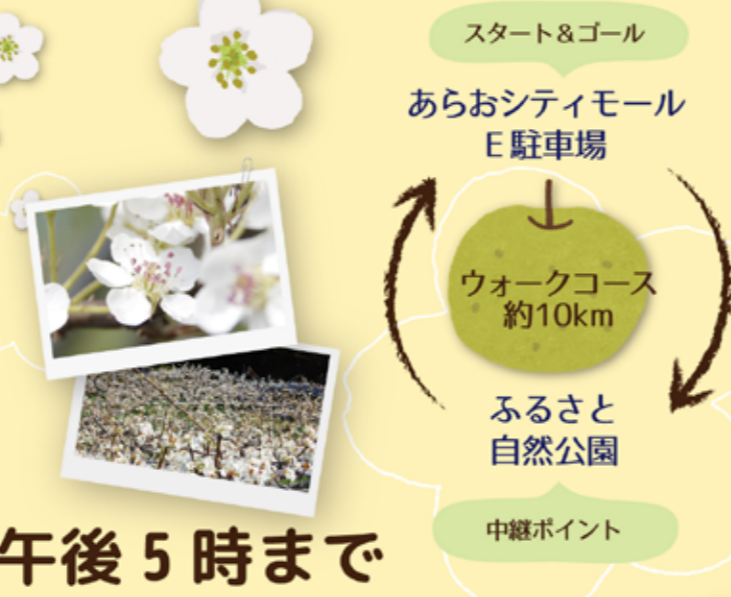 スタート&ゴール
あらおシティモール
E駐車場
ウォークコース
約10km
ふるさと
自然公園
中継ポイント
午後5時まで